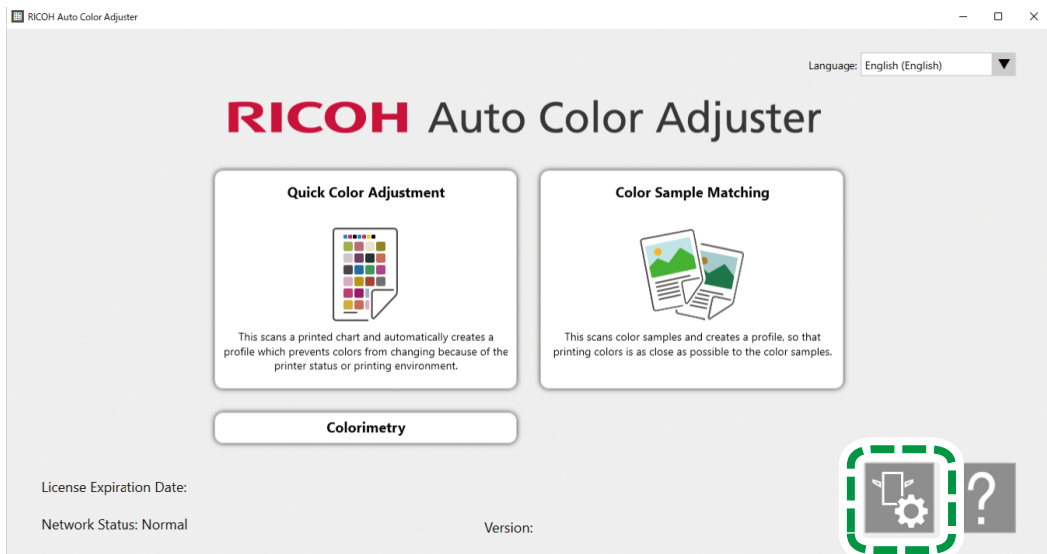 RICOH Auto Color Adjuster
Language: English (English)
RICOH Auto Color Adjuster
Quick Color Adjustment
This scans a printed chart and automatically creates a
profile which prevents colors from changing because of the
printer status or printing environment.
Color Sample Matching
This scans color samples and creates a profile, so that
printing colors is as close as possible to the color samples.
Colorimetry
License Expiration Date:
Network Status: Normal
Version:
?